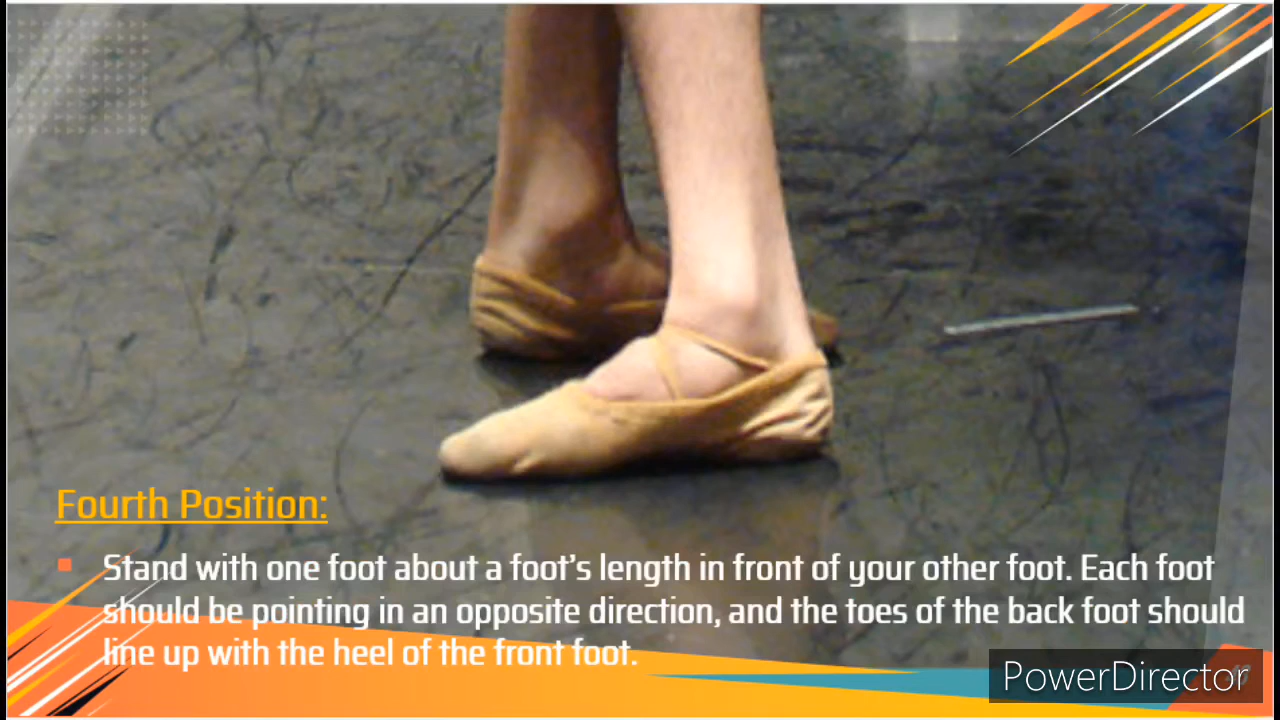 Fourth Position:
Stand with one foot about a foot's length in front of your other foot. Each foot
should be pointing in an opposite direction, and the toes of the back foot should
line up with the heel of the front foot.
PowerDirector